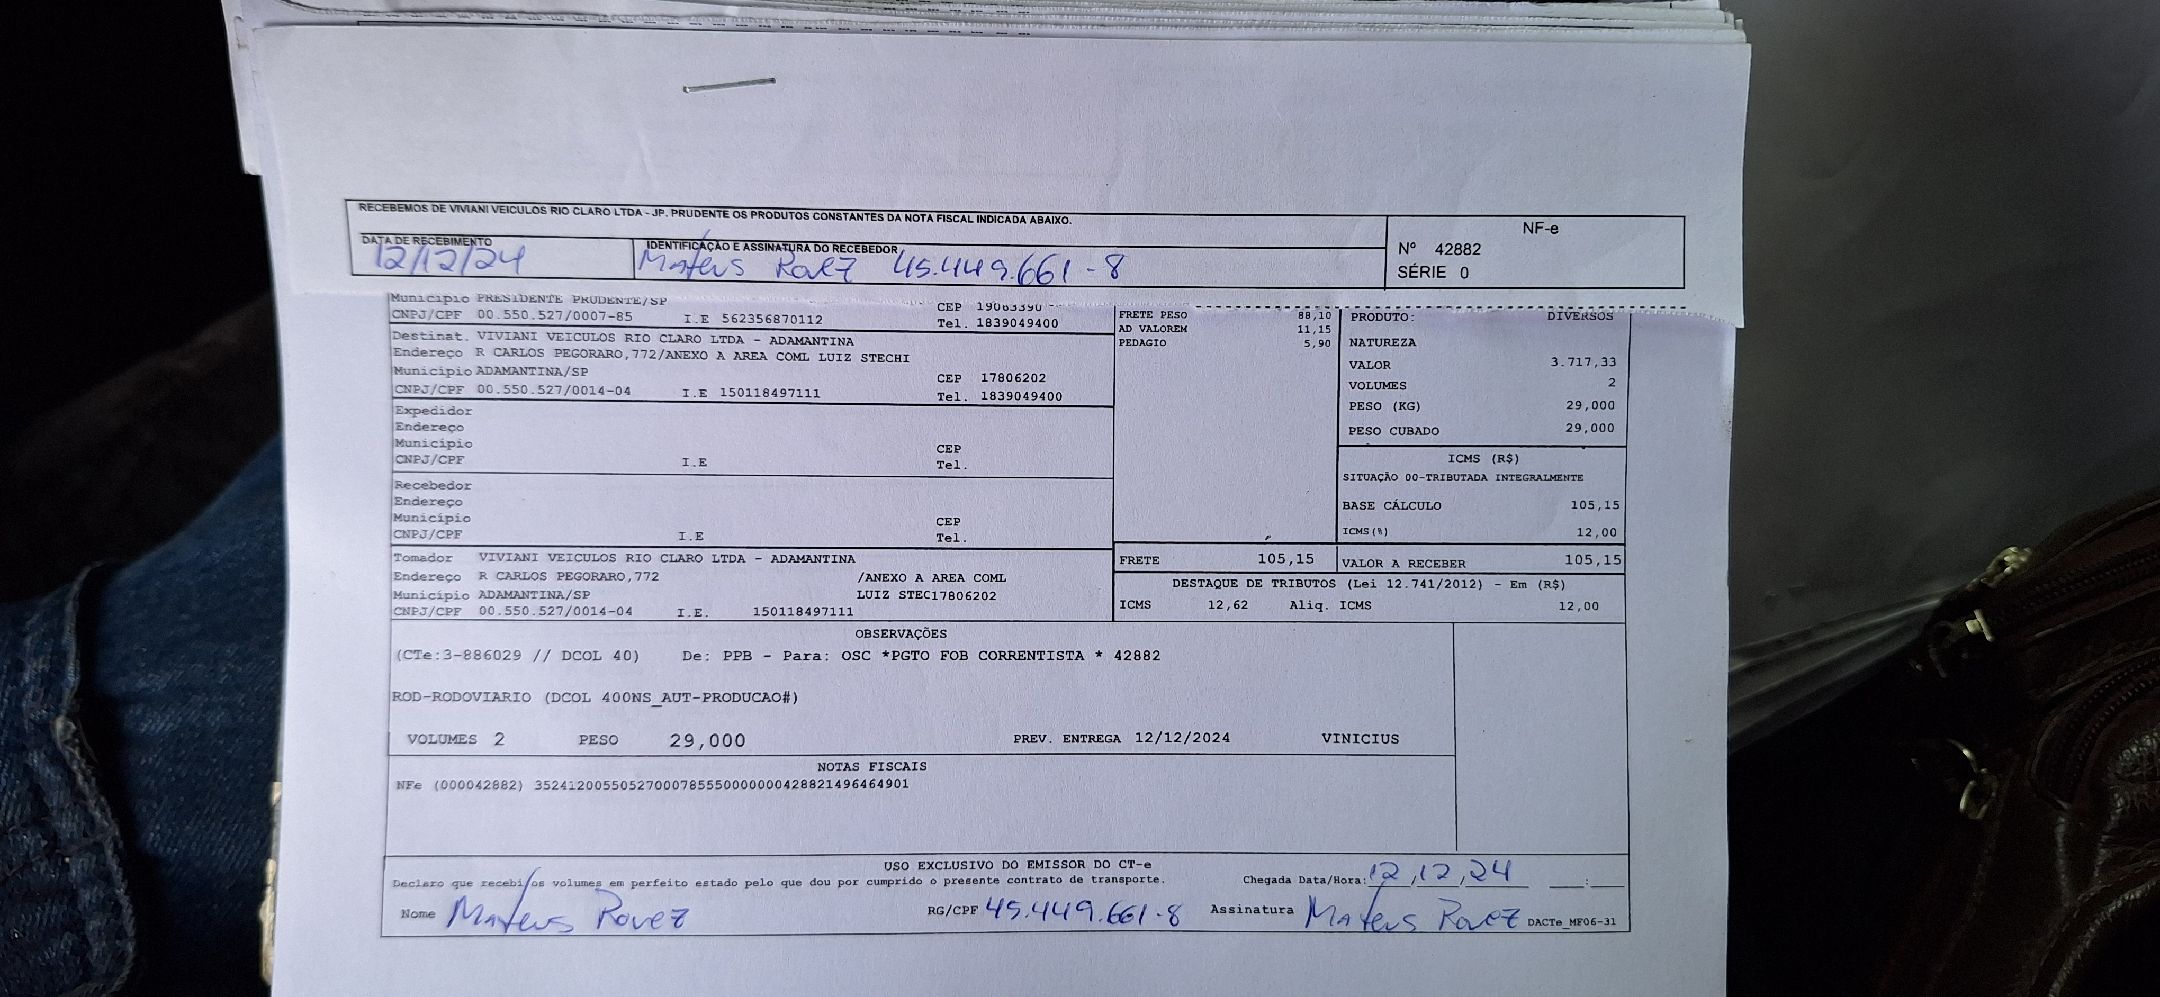 RECEBEMOS DE VIVIANI VEICULOS RIO CLARO LTDA - JP. PRUDENTE OS PRODUTOS CONSTANTES DA NOTA FISCAL INDICADA ABAIXO.
NF-e
Nº 42882
SÉRIE 0
DATA DE RECEBIMENTO
12/12/24
IDENTIFICAÇÃO E ASSINATURA DO RECEBEDOR
Mateus Rovez 45.449.661-8
Município PRESIDENTE PRUDENTE/SP CEP 19063390
CNPJ/CPF 00.550.527/0007-85 I.E 562356870112 Tel. 1839049400
Destinat. VIVIANI VEICULOS RIO CLARO LTDA - ADAMANTINA
Endereço R CARLOS PEGORARO,772/ANEXO A AREA COML LUIZ STECHI
Município ADAMANTINA/SP CEP 17806202
CNPJ/CPF 00.550.527/0014-04 I.E 150118497111 Tel. 1839049400
Expedidor
Endereço
Município CEP
CNPJ/CPF I.E Tel.
Recebedor
Endereço
Município CEP
CNPJ/CPF I.E Tel.
Tomador VIVIANI VEICULOS RIO CLARO LTDA - ADAMANTINA
Endereço R CARLOS PEGORARO,772 /ANEXO A AREA COML
Município ADAMANTINA/SP LUIZ STEC17806202
CNPJ/CPF 00.550.527/0014-04 I.E. 150118497111
FRETE PESO 88,10
AD VALOREM 11,15
PEDAGIO 5,90
PRODUTO: DIVERSOS
NATUREZA
VALOR 3.717,33
VOLUMES 2
PESO (KG) 29,000
PESO CUBADO 29,000
ICMS (R$)
SITUAÇÃO 00-TRIBUTADA INTEGRALMENTE
BASE CÁLCULO 105,15
ICMS(%) 12,00
FRETE 105,15 VALOR A RECEBER 105,15
DESTAQUE DE TRIBUTOS (Lei 12.741/2012) - Em (R$)
ICMS 12,62 Aliq. ICMS 12,00
OBSERVAÇÕES
(CTe:3-886029 // DCOL 40) De: PPB - Para: OSC *PGTO FOB CORRENTISTA * 42882
ROD-RODOVIARIO (DCOL 400NS_AUT-PRODUCAO#)
VOLUMES 2 PESO 29,000 PREV. ENTREGA 12/12/2024 VINICIUS
NOTAS FISCAIS
NFe (000042882) 35241200550527000785550000000428821496464901
USO EXCLUSIVO DO EMISSOR DO CT-e
Declaro que recebi os volumes em perfeito estado pelo que dou por cumprido o presente contrato de transporte. Chegada Data/Hora: 12,12,24 __:__
Nome Mateus Rovez RG/CPF 45.449.661-8 Assinatura Mateus Rovez DACTe_MF06-31